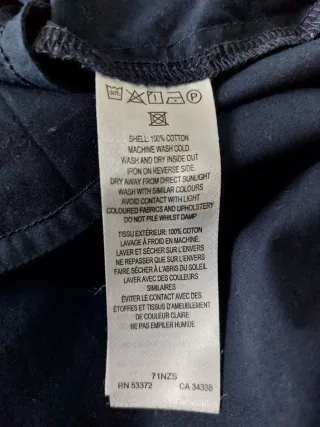 30°
P
SHELL: 100% COTTON
MACHINE WASH COLD
WASH AND DRY INSIDE OUT
IRON ON REVERSE SIDE
DRY AWAY FROM DIRECT SUNLIGHT
WASH WITH SIMILAR COLOURS
AVOID CONTACT WITH LIGHT
COLOURED FABRICS AND UPHOLSTERY
DO NOT PILE WHILST DAMP
TISSU EXTÉRIEUR: 100% COTON
LAVAGE À FROID EN MACHINE.
LAVER ET SÉCHER SUR L'ENVERS
NE REPASSER QUE SUR L'ENVERS
FAIRE SÉCHER À L'ABRIS DU SOLEIL
LAVER AVEC DES COULEURS
SIMILAIRES
ÉVITER LE CONTACT AVEC DES
ÉTOFFES ET TISSUS D'AMEUBLEMENT
DE COULEUR CLAIRE
NE PAS EMPILER HUMIDE
71NZS
RN 53372 CA 34338